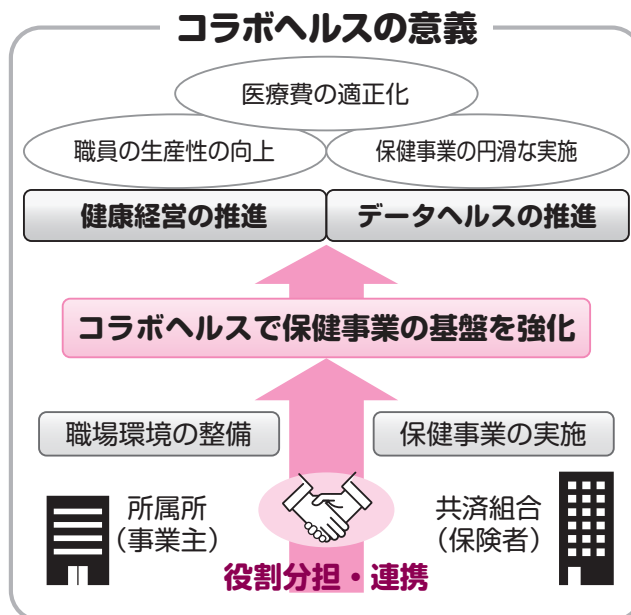 コラボヘルスの意義
医療費の適正化
職員の生産性の向上
保健事業の円滑な実施
健康経営の推進
データヘルスの推進
コラボヘルスで保健事業の基盤を強化
職場環境の整備
保健事業の実施
所属所
（事業主）
共済組合
（保険者）
役割分担・連携